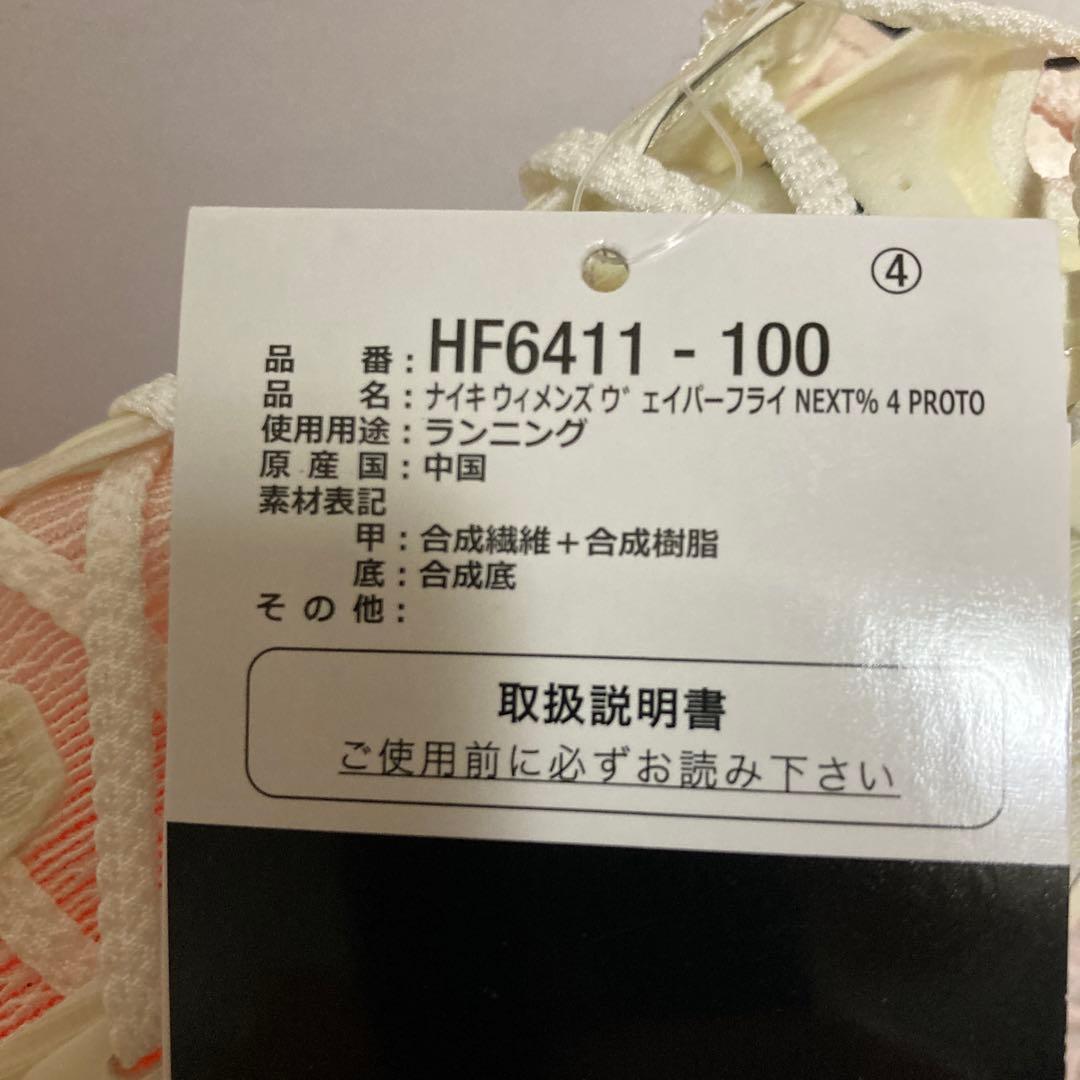 ④
品番：HF6411 - 100
品名：ナイキ ウィメンズ ヴェイパーフライ NEXT% 4 PROTO
使用用途：ランニング
原産国：中国
素材表記
甲：合成繊維＋合成樹脂
底：合成底
その他：
取扱説明書
ご使用前に必ずお読み下さい